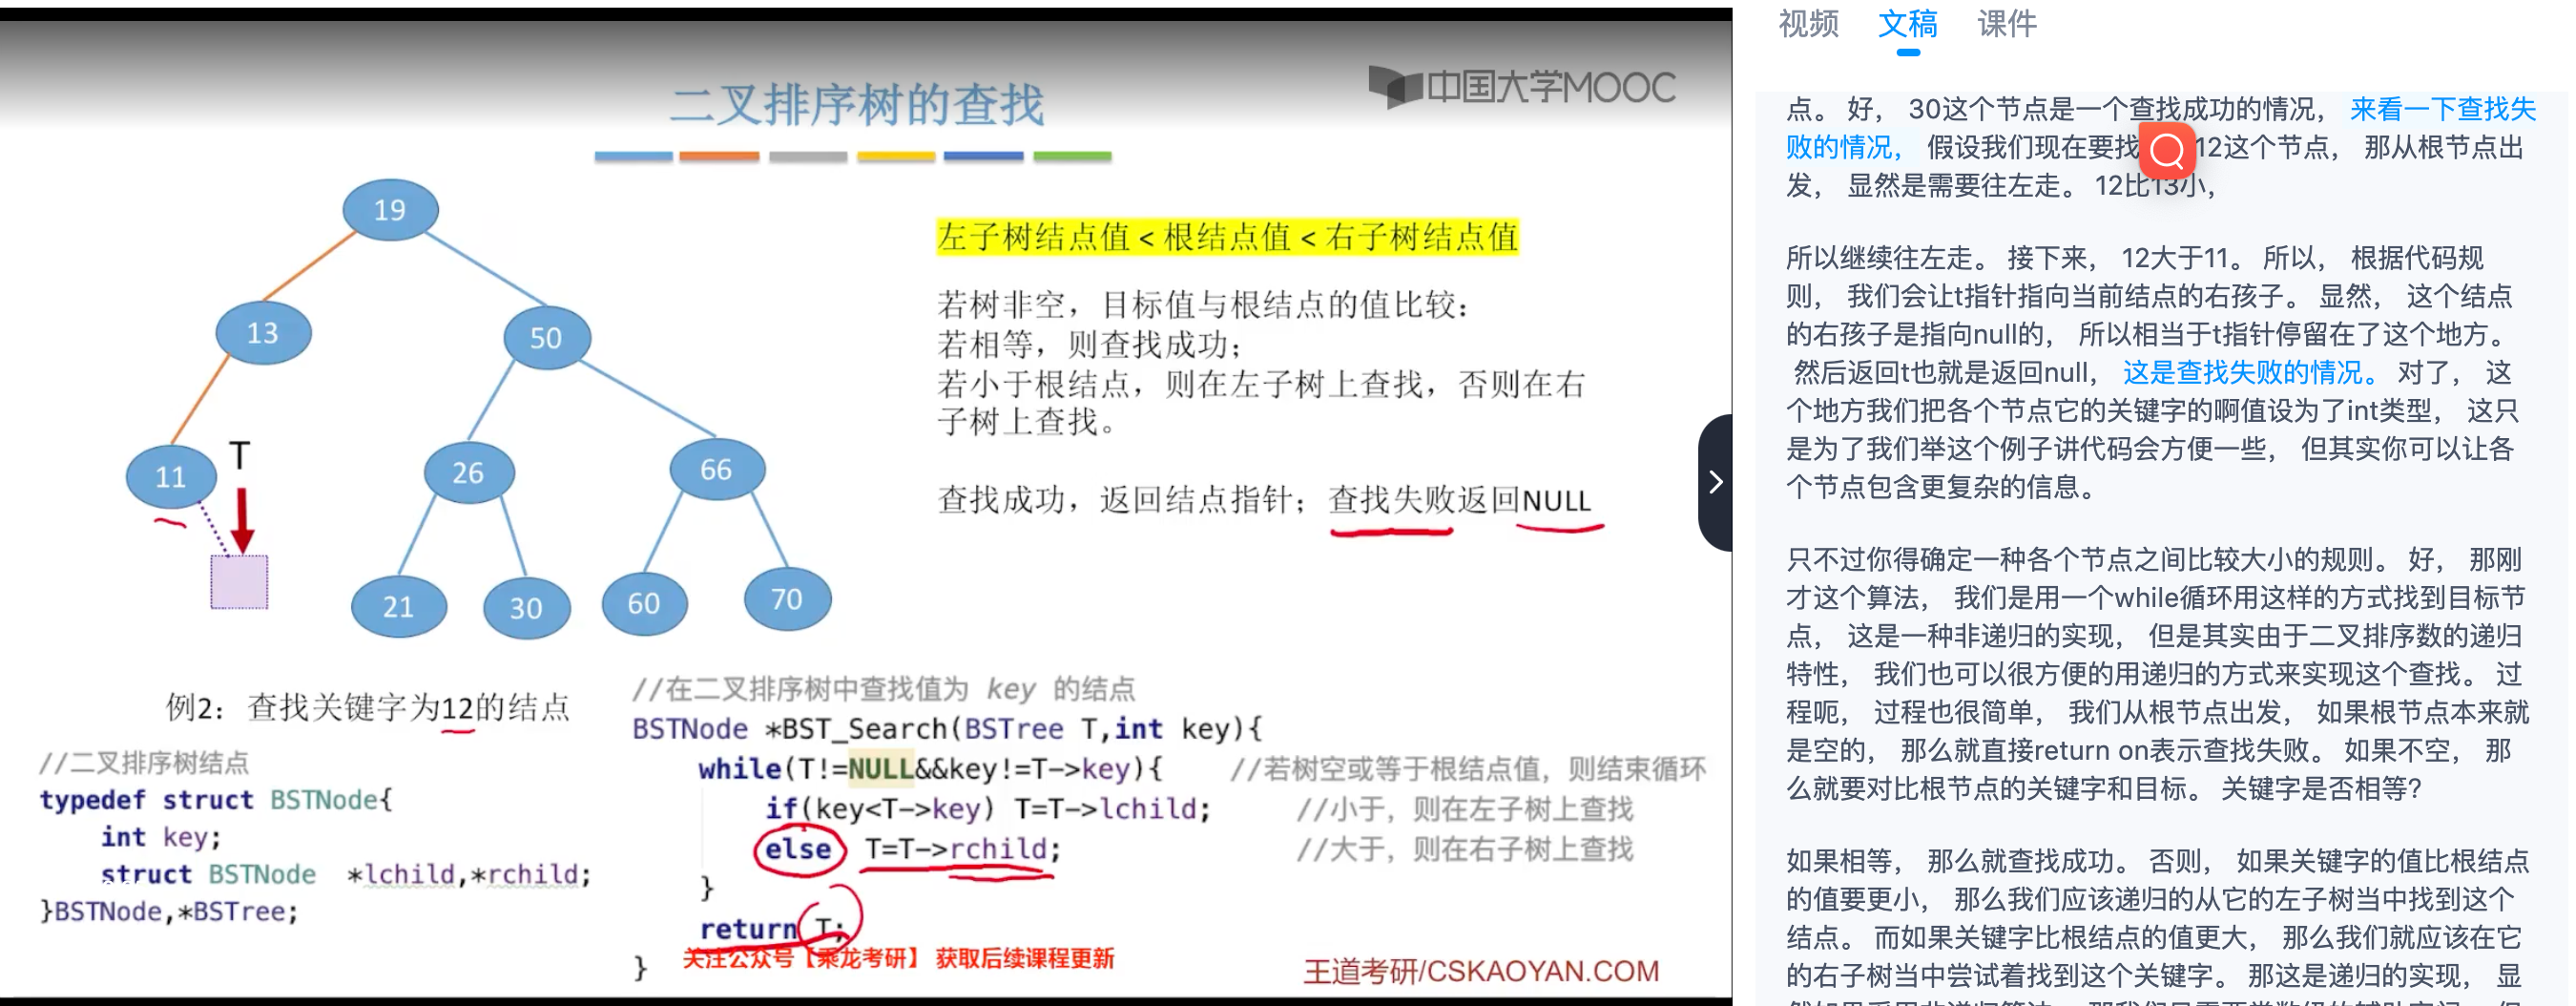 二叉排序树的查找
中国大学MOOC
19
13
50
11
T
26
66
21
30
60
70
左子树结点值 < 根结点值 < 右子树结点值
若树非空，目标值与根结点的值比较：
若相等，则查找成功；
若小于根结点，则在左子树上查找，否则在右
子树上查找。
查找成功，返回结点指针；查找失败返回NULL
例2：查找关键字为12的结点
//二叉排序树结点
typedef struct BSTNode{
int key;
struct BSTNode *lchild,*rchild;
}BSTNode,*BSTree;
//在二叉排序树中查找值为 key 的结点
BSTNode *BST_Search(BSTree T,int key){
while(T!=NULL&&key!=T->key){ //若树空或等于根结点值，则结束循环
if(key<T->key) T=T->lchild; //小于，则在左子树上查找
else T=T->rchild; //大于，则在右子树上查找
}
return T;
}
关注公众号【乘龙考研】 获取后续课程更新
王道考研/CSKAOYAN.COM
视频 文稿 课件
点。 好， 30这个节点是一个查找成功的情况， 来看一下查找失
败的情况， 假设我们现在要找 12这个节点， 那从根节点出
发， 显然是需要往左走。 12比13小，
所以继续往左走。 接下来， 12大于11。 所以， 根据代码规
则， 我们会让t指针指向当前结点的右孩子。 显然， 这个结点
的右孩子是指向null的， 所以相当于t指针停留在了这个地方。
然后返回t也就是返回null， 这是查找失败的情况。 对了， 这
个地方我们把各个节点它的关键字的啊值设为了int类型， 这只
是为了我们举这个例子讲代码会方便一些， 但其实你可以让各
个节点包含更复杂的信息。
只不过你得确定一种各个节点之间比较大小的规则。 好， 那刚
才这个算法， 我们是用一个while循环用这样的方式找到目标节
点， 这是一种非递归的实现， 但是其实由于二叉排序数的递归
特性， 我们也可以很方便的用递归的方式来实现这个查找。 过
程呃， 过程也很简单， 我们从根节点出发， 如果根节点本来就
是空的， 那么就直接return on表示查找失败。 如果不空， 那
么就要对比根节点的关键字和目标。 关键字是否相等?
如果相等， 那么就查找成功。 否则， 如果关键字的值比根结点
的值要更小， 那么我们应该递归的从它的左子树当中找到这个
结点。 而如果关键字比根结点的值更大， 那么我们就应该在它
的右子树当中尝试着找到这个关键字。 那这是递归的实现， 显